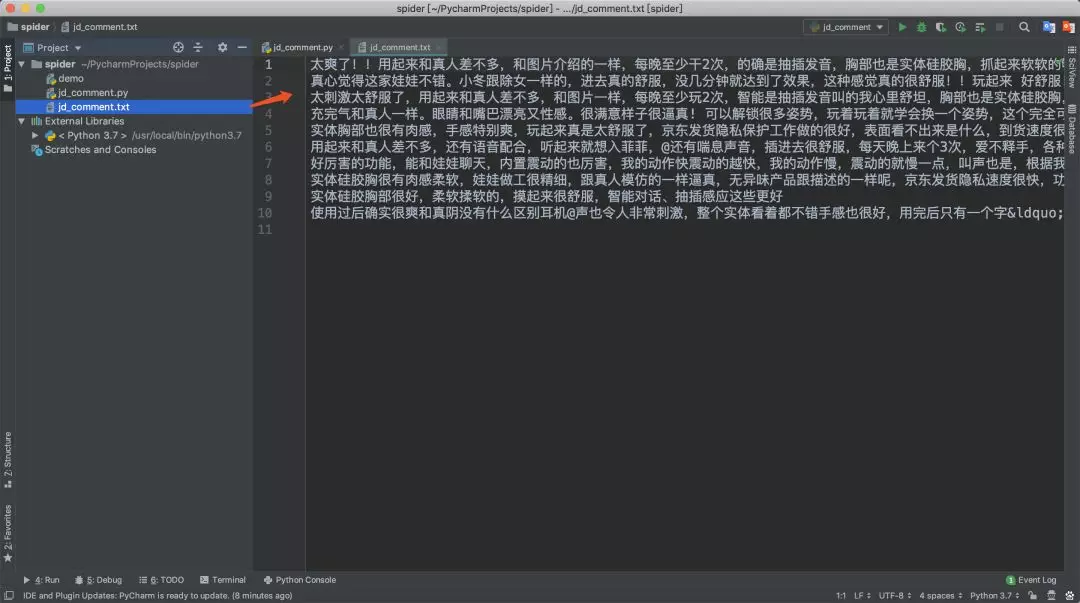 spider [~/PycharmProjects/spider] - .../jd_comment.txt [spider]
spider jd_comment.txt jd_comment
1: Project
Project
jd_comment.py jd_comment.txt
spider ~/PycharmProjects/spider
demo
jd_comment.py
jd_comment.txt
External Libraries
< Python 3.7 > /usr/local/bin/python3.7
Scratches and Consoles
1 太爽了！！用起来和真人差不多，和图片介绍的一样，每晚至少干2次，的确是抽插发音，胸部也是实体硅胶胸，抓起来软软的
2 真心觉得这家娃娃不错。小冬跟除女一样的，进去真的舒服，没几分钟就达到了效果，这种感觉真的很舒服！！玩起来 好舒服
3 太刺激太舒服了，用起来和真人差不多，和图片一样，每晚至少玩2次，智能是抽插发音叫的我心里舒坦，胸部也是实体硅胶胸，
4 充完气和真人一样。眼睛和嘴巴漂亮又性感。很满意样子很逼真！可以解锁很多姿势，玩着玩着就学会换一个姿势，这个完全可
5 实体胸部也很有肉感，手感特别爽，玩起来真是太舒服了，京东发货隐私保护工作做的很好，表面看不出来是什么，到货速度很
6 用起来和真人差不多，还有语音配合，听起来就想入菲菲，@还有喘息声音，插进去很舒服，每天晚上来个3次，爱不释手，各种
7 好厉害的功能，能和娃娃聊天，内置震动的也厉害，我的动作快震动的越快，我的动作慢，震动的就慢一点，叫声也是，根据我
8 实体硅胶胸很有肉感柔软，娃娃做工很精细，跟真人模仿的一样逼真，无异味产品跟描述的一样呢，京东发货隐私速度很快，功
9 实体硅胶胸部很好，柔软揉软的，摸起来很舒服，智能对话、抽插感应这些更好
10 使用过后确实很爽和真阴没有什么区别耳机@声也令人非常刺激，整个实体看着都不错手感也很好，用完后只有一个字&ldquo;
11
SciView
Database
Z: Structure
2: Favorites
4: Run 5: Debug 6: TODO Terminal Python Console 1 Event Log
IDE and Plugin Updates: PyCharm is ready to update. (8 minutes ago) 1:1 LF UTF-8 4 spaces Python 3.7